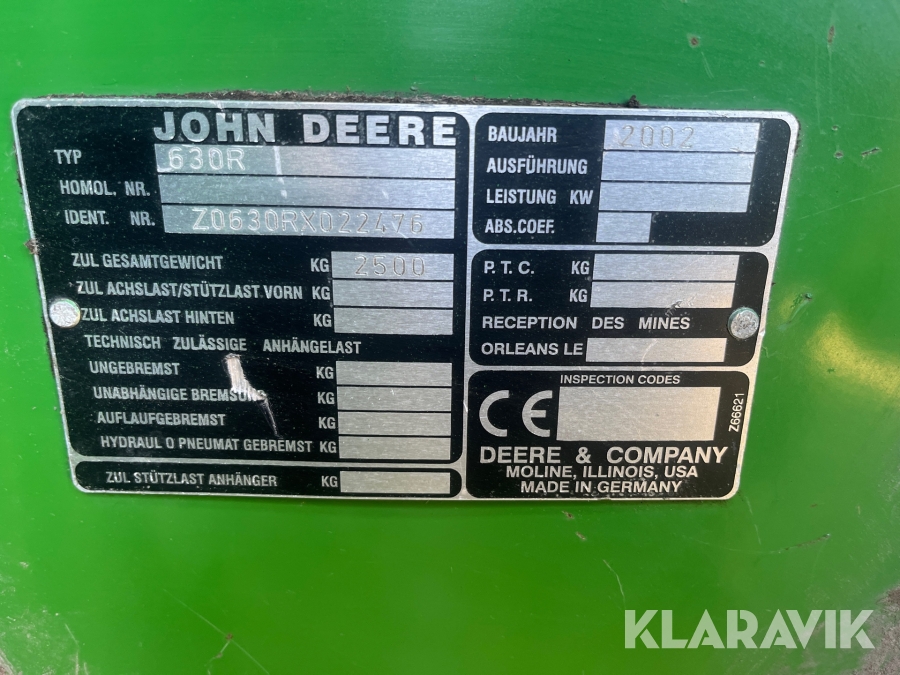 JOHN DEERE
TYP 630R
HOMOL. NR.
IDENT. NR. Z0630RX022476
ZUL GESAMTGEWICHT KG 2500
ZUL ACHSLAST/STÜTZLAST VORN KG
ZUL ACHSLAST HINTEN KG
TECHNISCH ZULÄSSIGE ANHÄNGELAST
UNGEBREMST KG
UNABHÄNGIGE BREMSUNG KG
AUFLAUFGEBREMST KG
HYDRAUL O PNEUMAT GEBREMST KG
ZUL STÜTZLAST ANHÄNGER KG
BAUJAHR 2002
AUSFÜHRUNG
LEISTUNG KW
ABS.COEF.
P.T.C. KG
P.T.R. KG
RECEPTION DES MINES
ORLEANS LE
INSPECTION CODES
CE
Z66621
DEERE & COMPANY
MOLINE, ILLINOIS, USA
MADE IN GERMANY
KLARAVIK